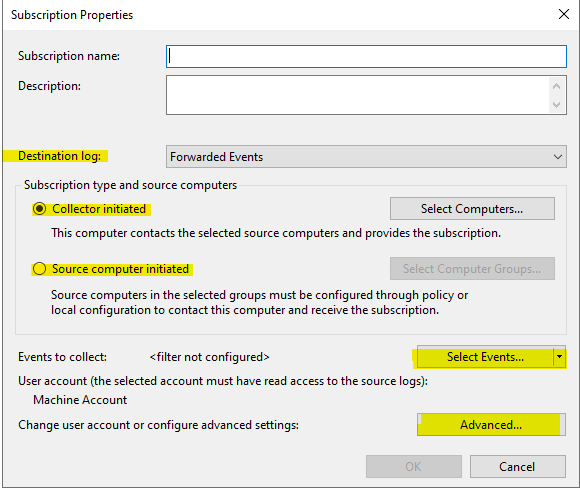 Subscription Properties
Subscription name:
Description:
Destination log: Forwarded Events
Subscription type and source computers
Collector initiated Select Computers...
This computer contacts the selected source computers and provides the subscription.
Source computer initiated Select Computer Groups...
Source computers in the selected groups must be configured through policy or
local configuration to contact this computer and receive the subscription.
Events to collect: <filter not configured> Select Events...
User account (the selected account must have read access to the source logs):
Machine Account
Change user account or configure advanced settings: Advanced...
OK Cancel